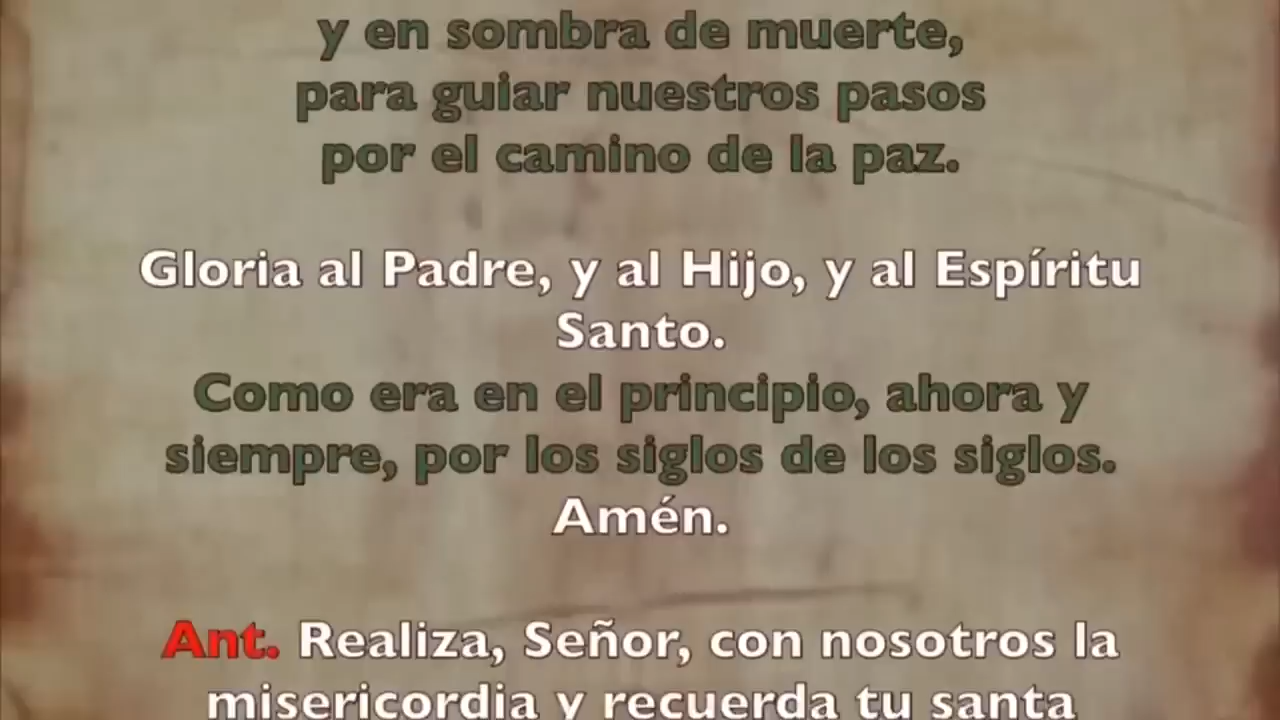 y en sombra de muerte,
para guiar nuestros pasos
por el camino de la paz.
Gloria al Padre, y al Hijo, y al Espíritu
Santo.
Como era en el principio, ahora y
siempre, por los siglos de los siglos.
Amén.
Ant. Realiza, Señor, con nosotros la
misericordia y recuerda tu santa